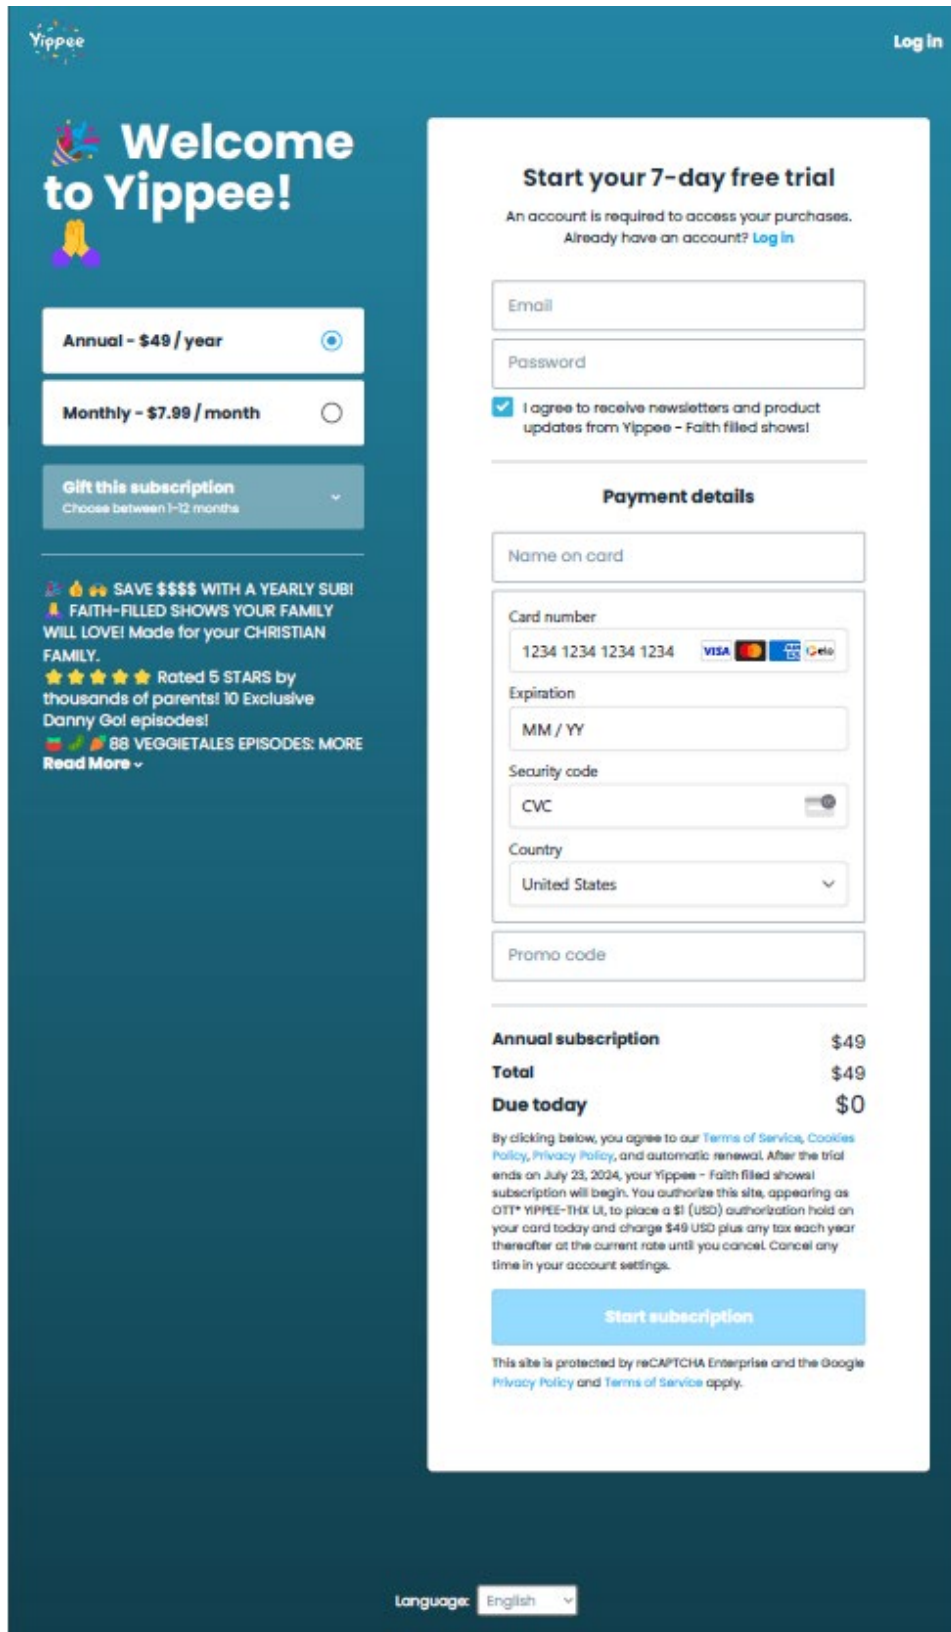 Yippee
Log in
Welcome
to Yippee!
Annual - $49 / year
Monthly - $7.99 / month
Gift this subscription
Choose between 1-12 months
SAVE $$$$ WITH A YEARLY SUB!
FAITH-FILLED SHOWS YOUR FAMILY
WILL LOVE! Made for your CHRISTIAN
FAMILY.
Rated 5 STARS by
thousands of parents! 10 Exclusive
Danny Go! episodes!
88 VEGGIETALES EPISODES: MORE
Read More
Start your 7-day free trial
An account is required to access your purchases.
Already have an account? Log in
Email
Password
I agree to receive newsletters and product
updates from Yippee - Faith filled shows!
Payment details
Name on card
Card number
1234 1234 1234 1234 VISA elo
Expiration
MM / YY
Security code
CVC
Country
United States
Promo code
Annual subscription $49
Total $49
Due today $0
By clicking below, you agree to our Terms of Service, Cookies
Policy, Privacy Policy, and automatic renewal. After the trial
ends on July 23, 2024, your Yippee - Faith filled shows!
subscription will begin. You authorize this site, appearing as
OTT* YIPPEE-THX UI, to place a $1 (USD) authorization hold on
your card today and charge $49 USD plus any tax each year
thereafter at the current rate until you cancel. Cancel any
time in your account settings.
Start subscription
This site is protected by reCAPTCHA Enterprise and the Google
Privacy Policy and Terms of Service apply.
Language: English